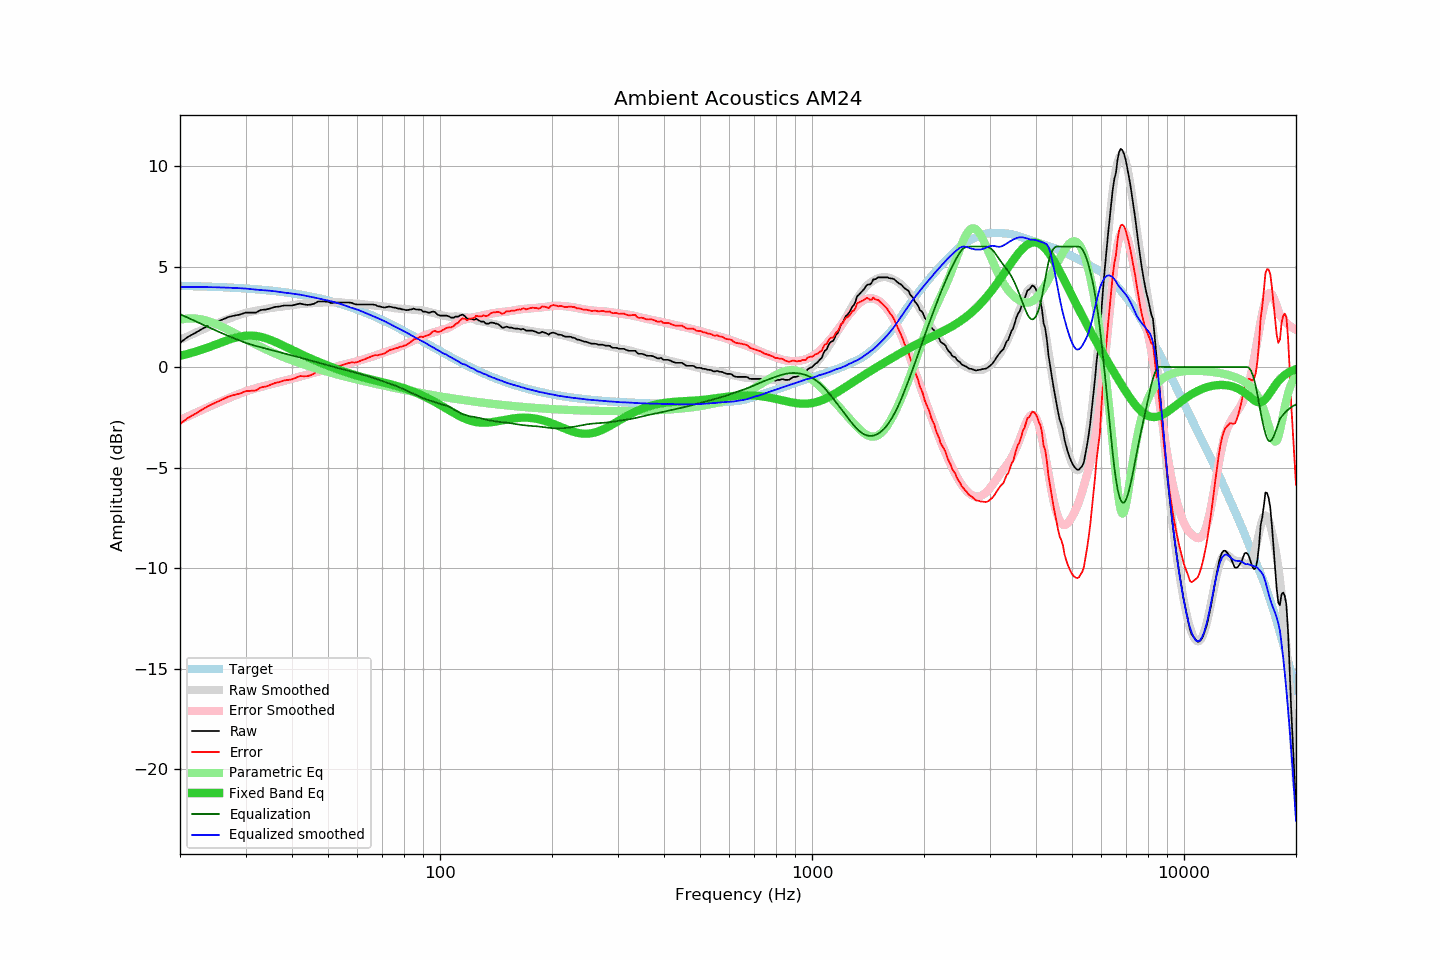 Ambient Acoustics AM24
Amplitude (dBr)
10
5
0
−5
−10
−15
−20
Target
Raw Smoothed
Error Smoothed
Raw
Error
Parametric Eq
Fixed Band Eq
Equalization
Equalized smoothed
100
1000
10000
Frequency (Hz)